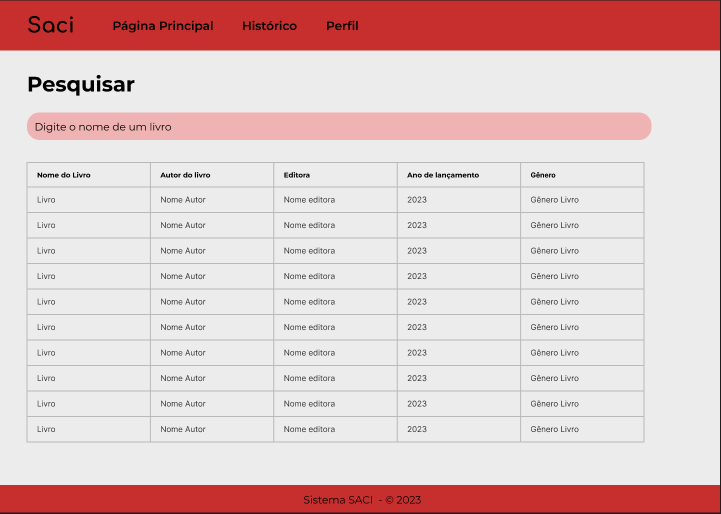 Saci Página Principal Histórico Perfil
Pesquisar
Digite o nome de um livro
Nome do Livro Autor do livro Editora Ano de lançamento Gênero
Livro Nome Autor Nome editora 2023 Gênero Livro
Livro Nome Autor Nome editora 2023 Gênero Livro
Livro Nome Autor Nome editora 2023 Gênero Livro
Livro Nome Autor Nome editora 2023 Gênero Livro
Livro Nome Autor Nome editora 2023 Gênero Livro
Livro Nome Autor Nome editora 2023 Gênero Livro
Livro Nome Autor Nome editora 2023 Gênero Livro
Livro Nome Autor Nome editora 2023 Gênero Livro
Livro Nome Autor Nome editora 2023 Gênero Livro
Livro Nome Autor Nome editora 2023 Gênero Livro
Sistema SACI - © 2023